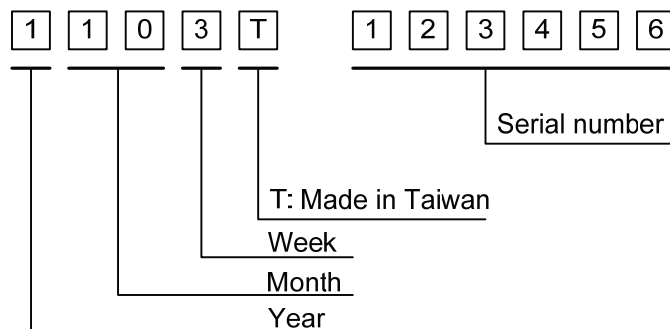 1 1 0 3 T 1 2 3 4 5 6
Serial number
T: Made in Taiwan
Week
Month
Year